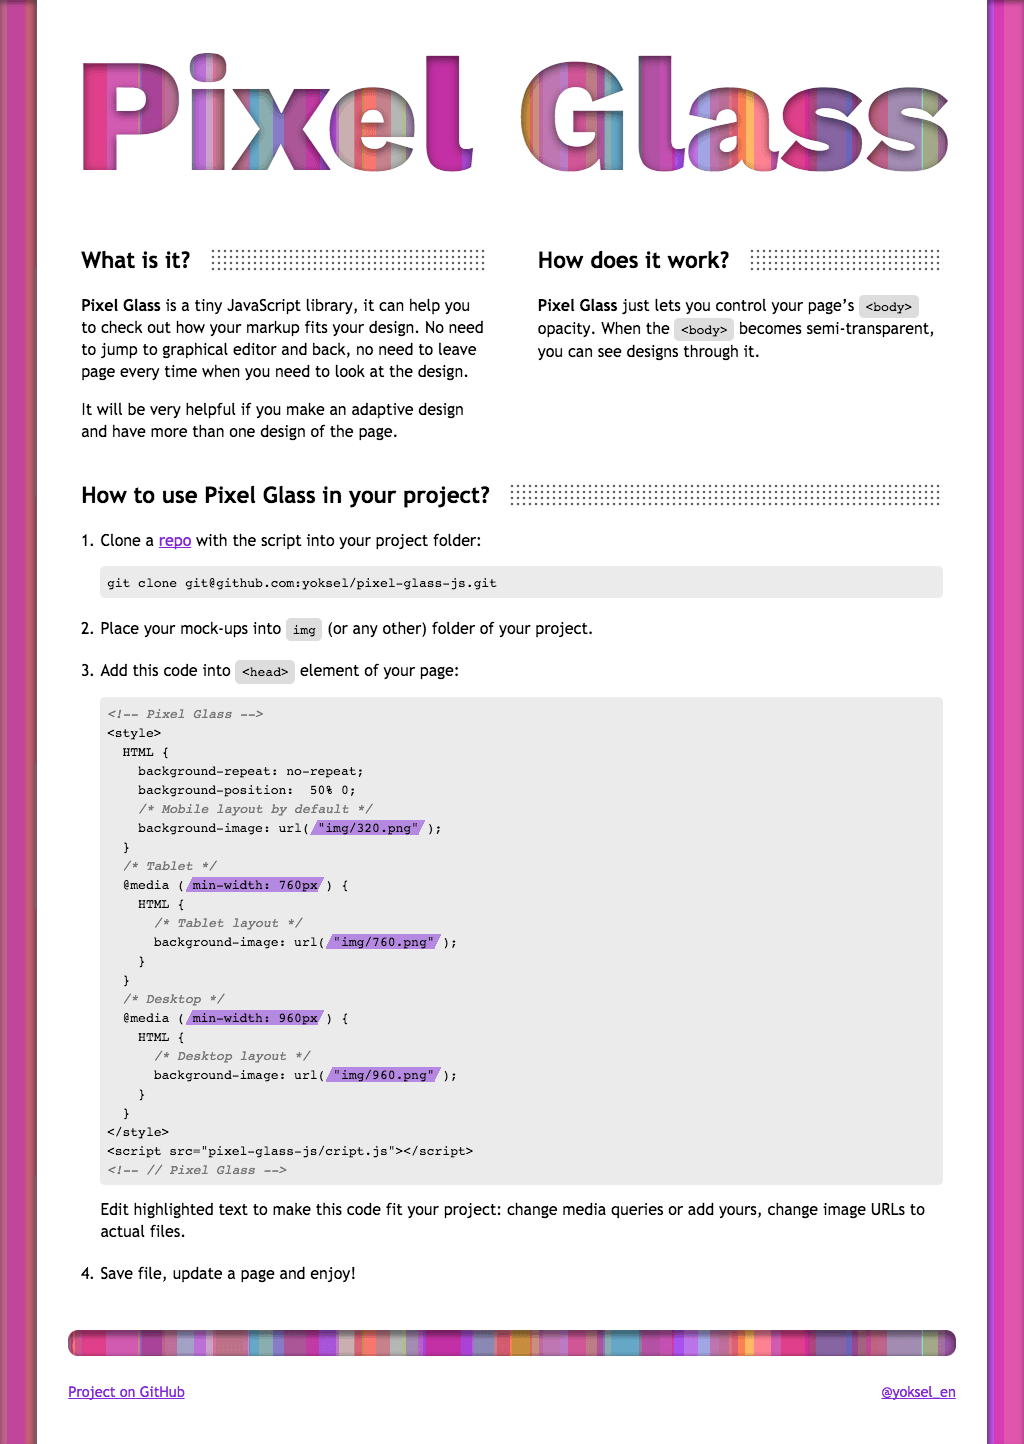 Pixel Glass
What is it?
Pixel Glass is a tiny JavaScript library, it can help you
to check out how your markup fits your design. No need
to jump to graphical editor and back, no need to leave
page every time when you need to look at the design.
It will be very helpful if you make an adaptive design
and have more than one design of the page.
How does it work?
Pixel Glass just lets you control your page’s <body>
opacity. When the <body> becomes semi-transparent,
you can see designs through it.
How to use Pixel Glass in your project?
1. Clone a repo with the script into your project folder:
git clone git@github.com:yoksel/pixel-glass-js.git
2. Place your mock-ups into img (or any other) folder of your project.
3. Add this code into <head> element of your page:
<!-- Pixel Glass -->
<style>
HTML {
background-repeat: no-repeat;
background-position:  50% 0;
/* Mobile layout by default */
background-image: url( "img/320.png" );
}
/* Tablet */
@media ( min-width: 760px ) {
HTML {
/* Tablet layout */
background-image: url( "img/760.png" );
}
}
/* Desktop */
@media ( min-width: 960px ) {
HTML {
/* Desktop layout */
background-image: url( "img/960.png" );
}
}
</style>
<script src="pixel-glass-js/cript.js"></script>
<!-- // Pixel Glass -->
Edit highlighted text to make this code fit your project: change media queries or add yours, change image URLs to
actual files.
4. Save file, update a page and enjoy!
Project on GitHub
@yoksel_en